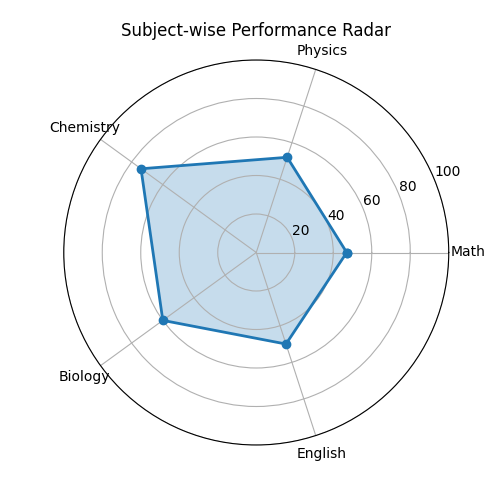 Subject-wise Performance Radar
Physics
Chemistry
100
80
60
40
20
Math
Biology
English